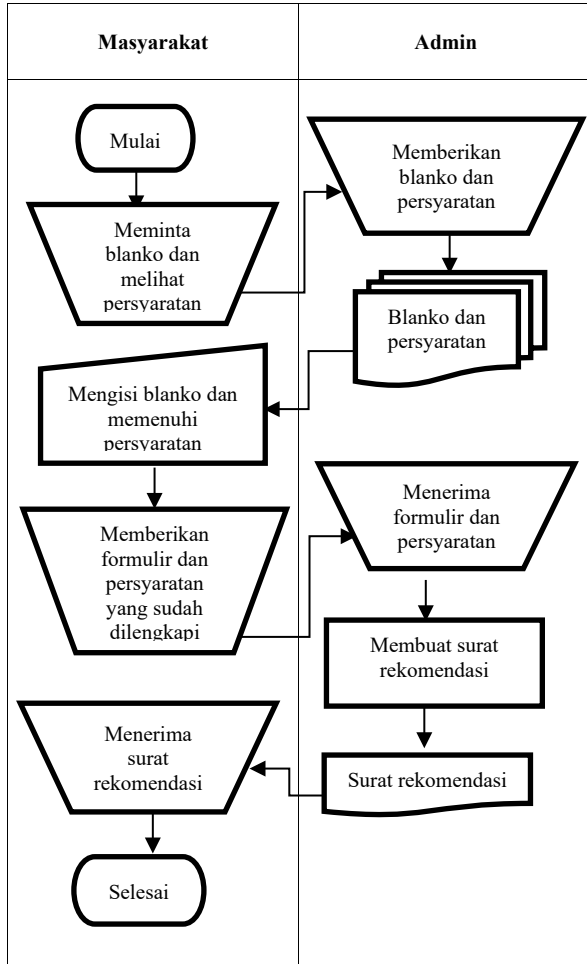 Masyarakat
Admin
Mulai
Meminta
blanko dan
melihat
persyaratan
Memberikan
blanko dan
persyaratan
Blanko dan
persyaratan
Mengisi blanko dan
memenuhi
persyaratan
Memberikan
formulir dan
persyaratan
yang sudah
dilengkapi
Menerima
formulir dan
persyaratan
Membuat surat
rekomendasi
Surat rekomendasi
Menerima
surat
rekomendasi
Selesai